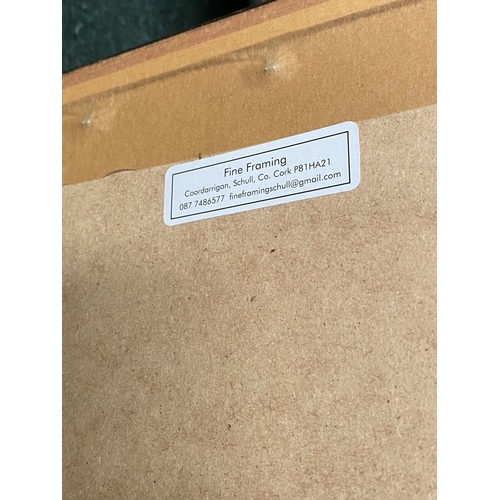 Fine Framing
Coordarrigan, Schull, Co. Cork P81HA21
087 7486577 fineframingschull@gmail.com